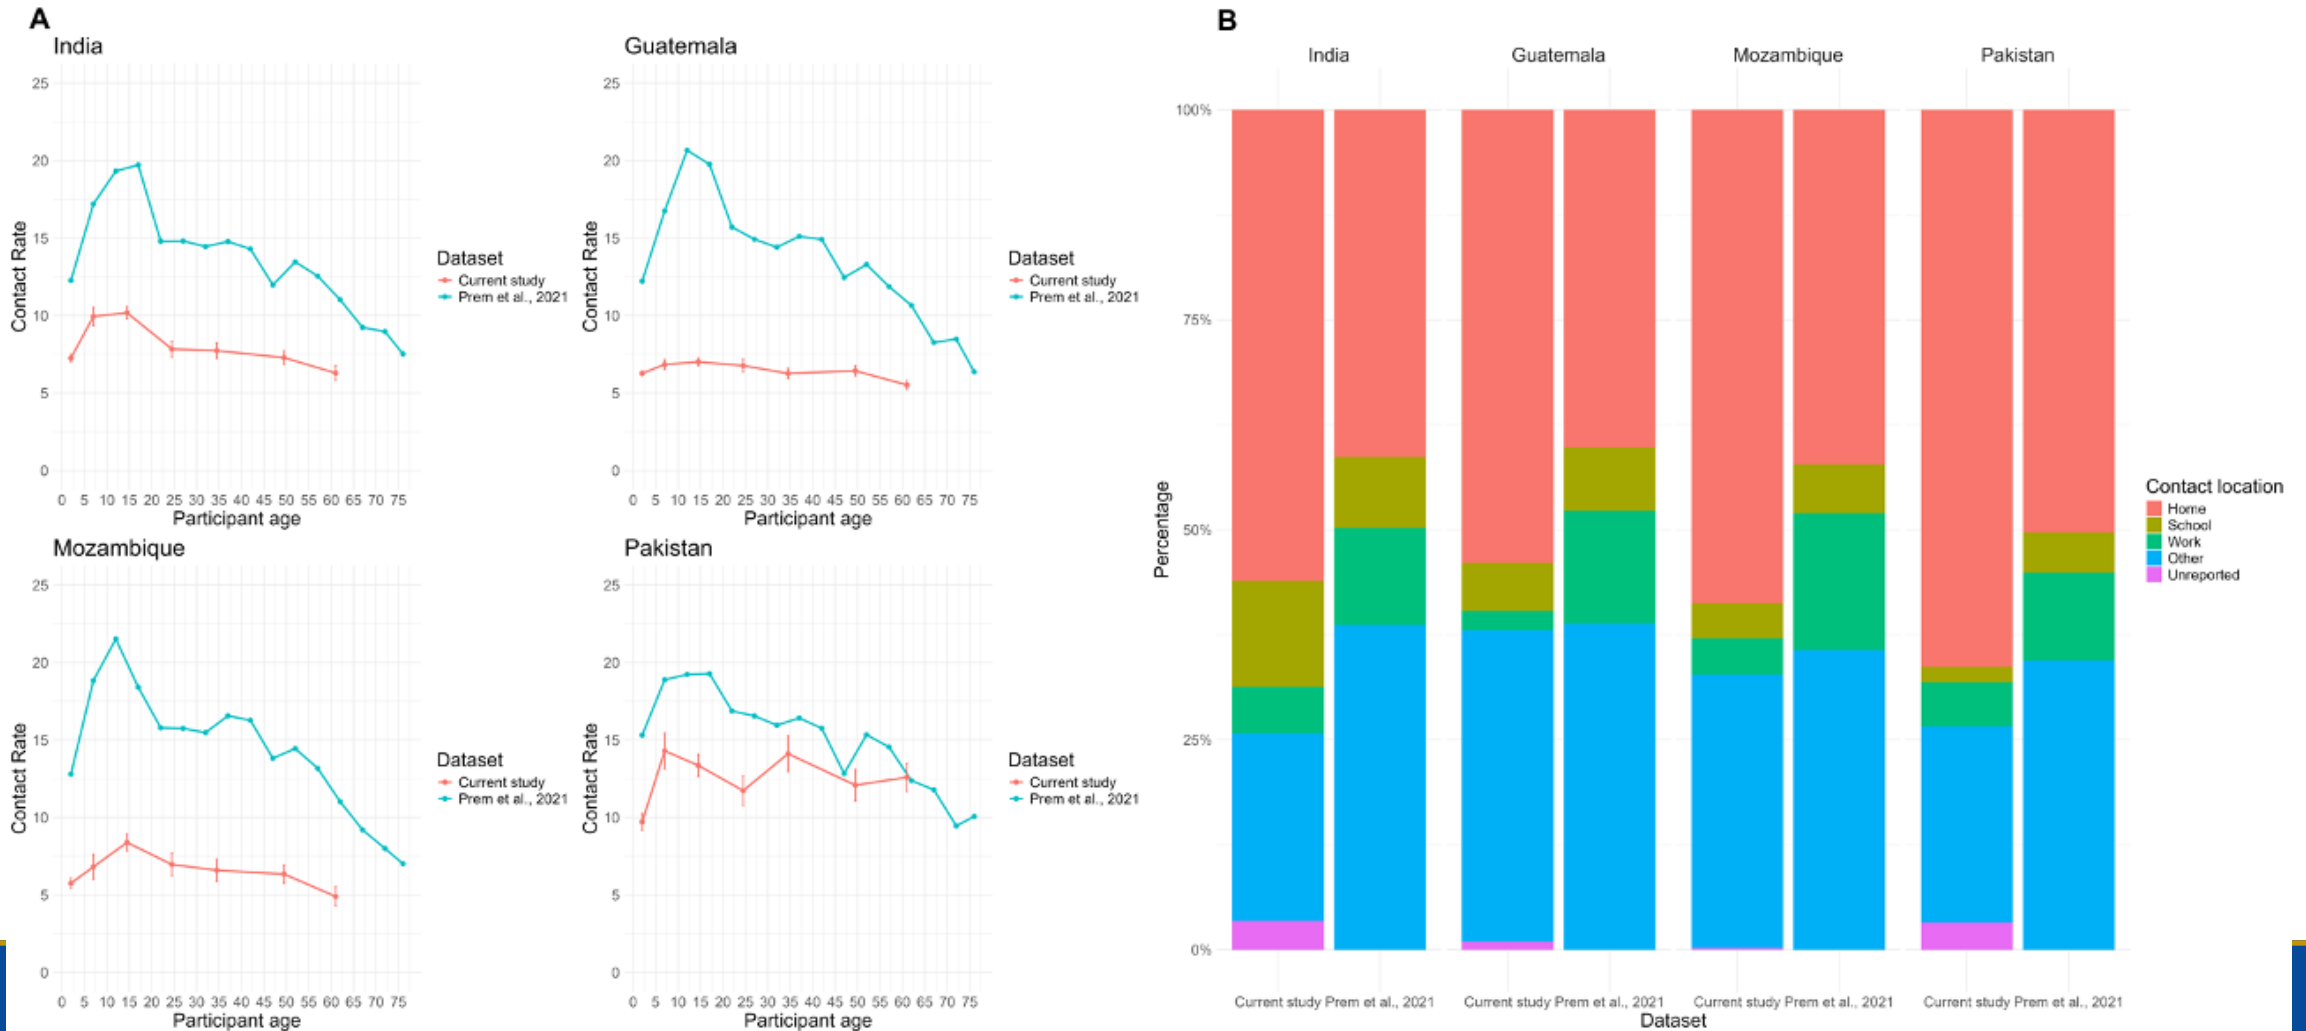 A
India
25
20
15
10
5
0
Contact Rate
0 5 10 15 20 25 30 35 40 45 50 55 60 65 70 75
Participant age
Dataset
Current study
Prem et al., 2021
Guatemala
25
20
15
10
5
0
Contact Rate
0 5 10 15 20 25 30 35 40 45 50 55 60 65 70 75
Participant age
Dataset
Current study
Prem et al., 2021
Mozambique
25
20
15
10
5
0
Contact Rate
0 5 10 15 20 25 30 35 40 45 50 55 60 65 70 75
Participant age
Dataset
Current study
Prem et al., 2021
Pakistan
25
20
15
10
5
0
Contact Rate
0 5 10 15 20 25 30 35 40 45 50 55 60 65 70 75
Participant age
Dataset
Current study
Prem et al., 2021
B
India Guatemala Mozambique Pakistan
100%
75%
50%
25%
0%
Percentage
Current study Prem et al., 2021 Current study Prem et al., 2021 Current study Prem et al., 2021 Current study Prem et al., 2021
Dataset
Contact location
Home
School
Work
Other
Unreported